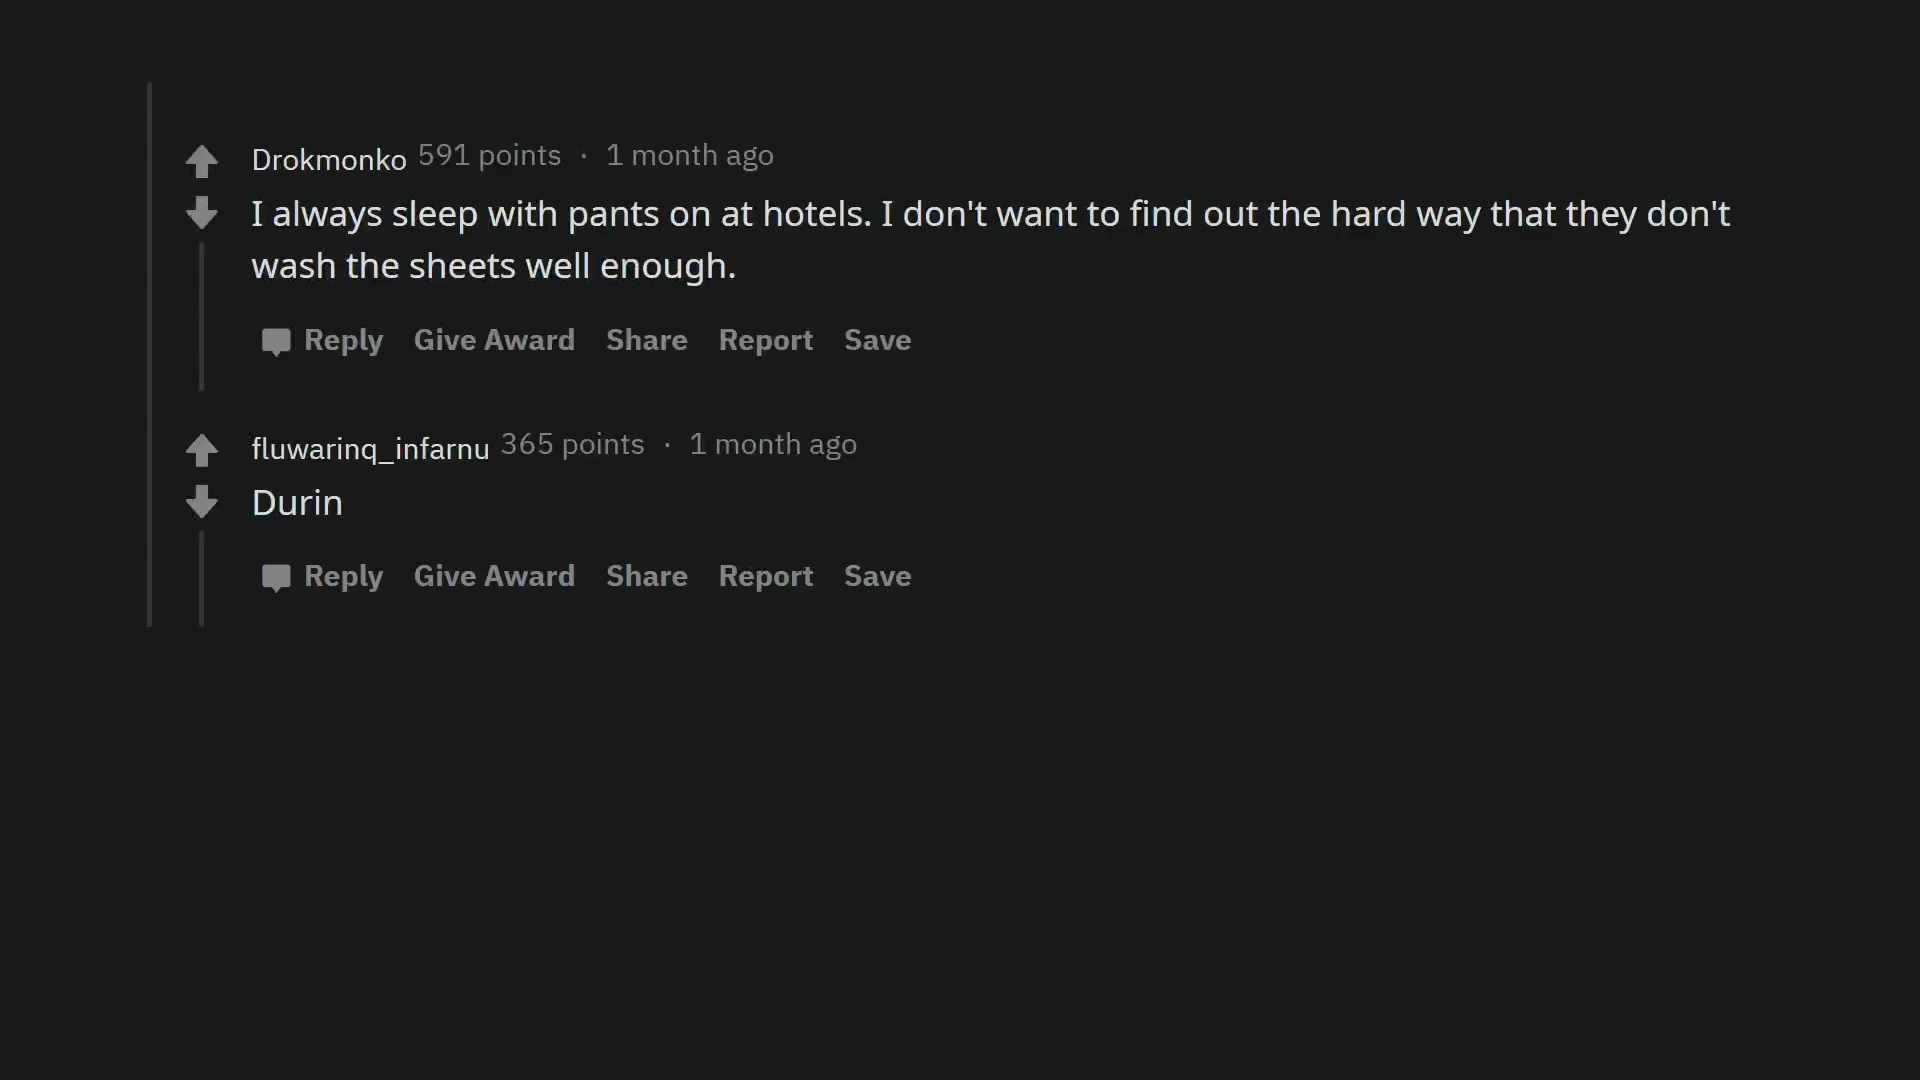 Drokmonko 591 points · 1 month ago
I always sleep with pants on at hotels. I don't want to find out the hard way that they don't
wash the sheets well enough.
Reply Give Award Share Report Save
fluwarinq_infarnu 365 points · 1 month ago
Durin
Reply Give Award Share Report Save